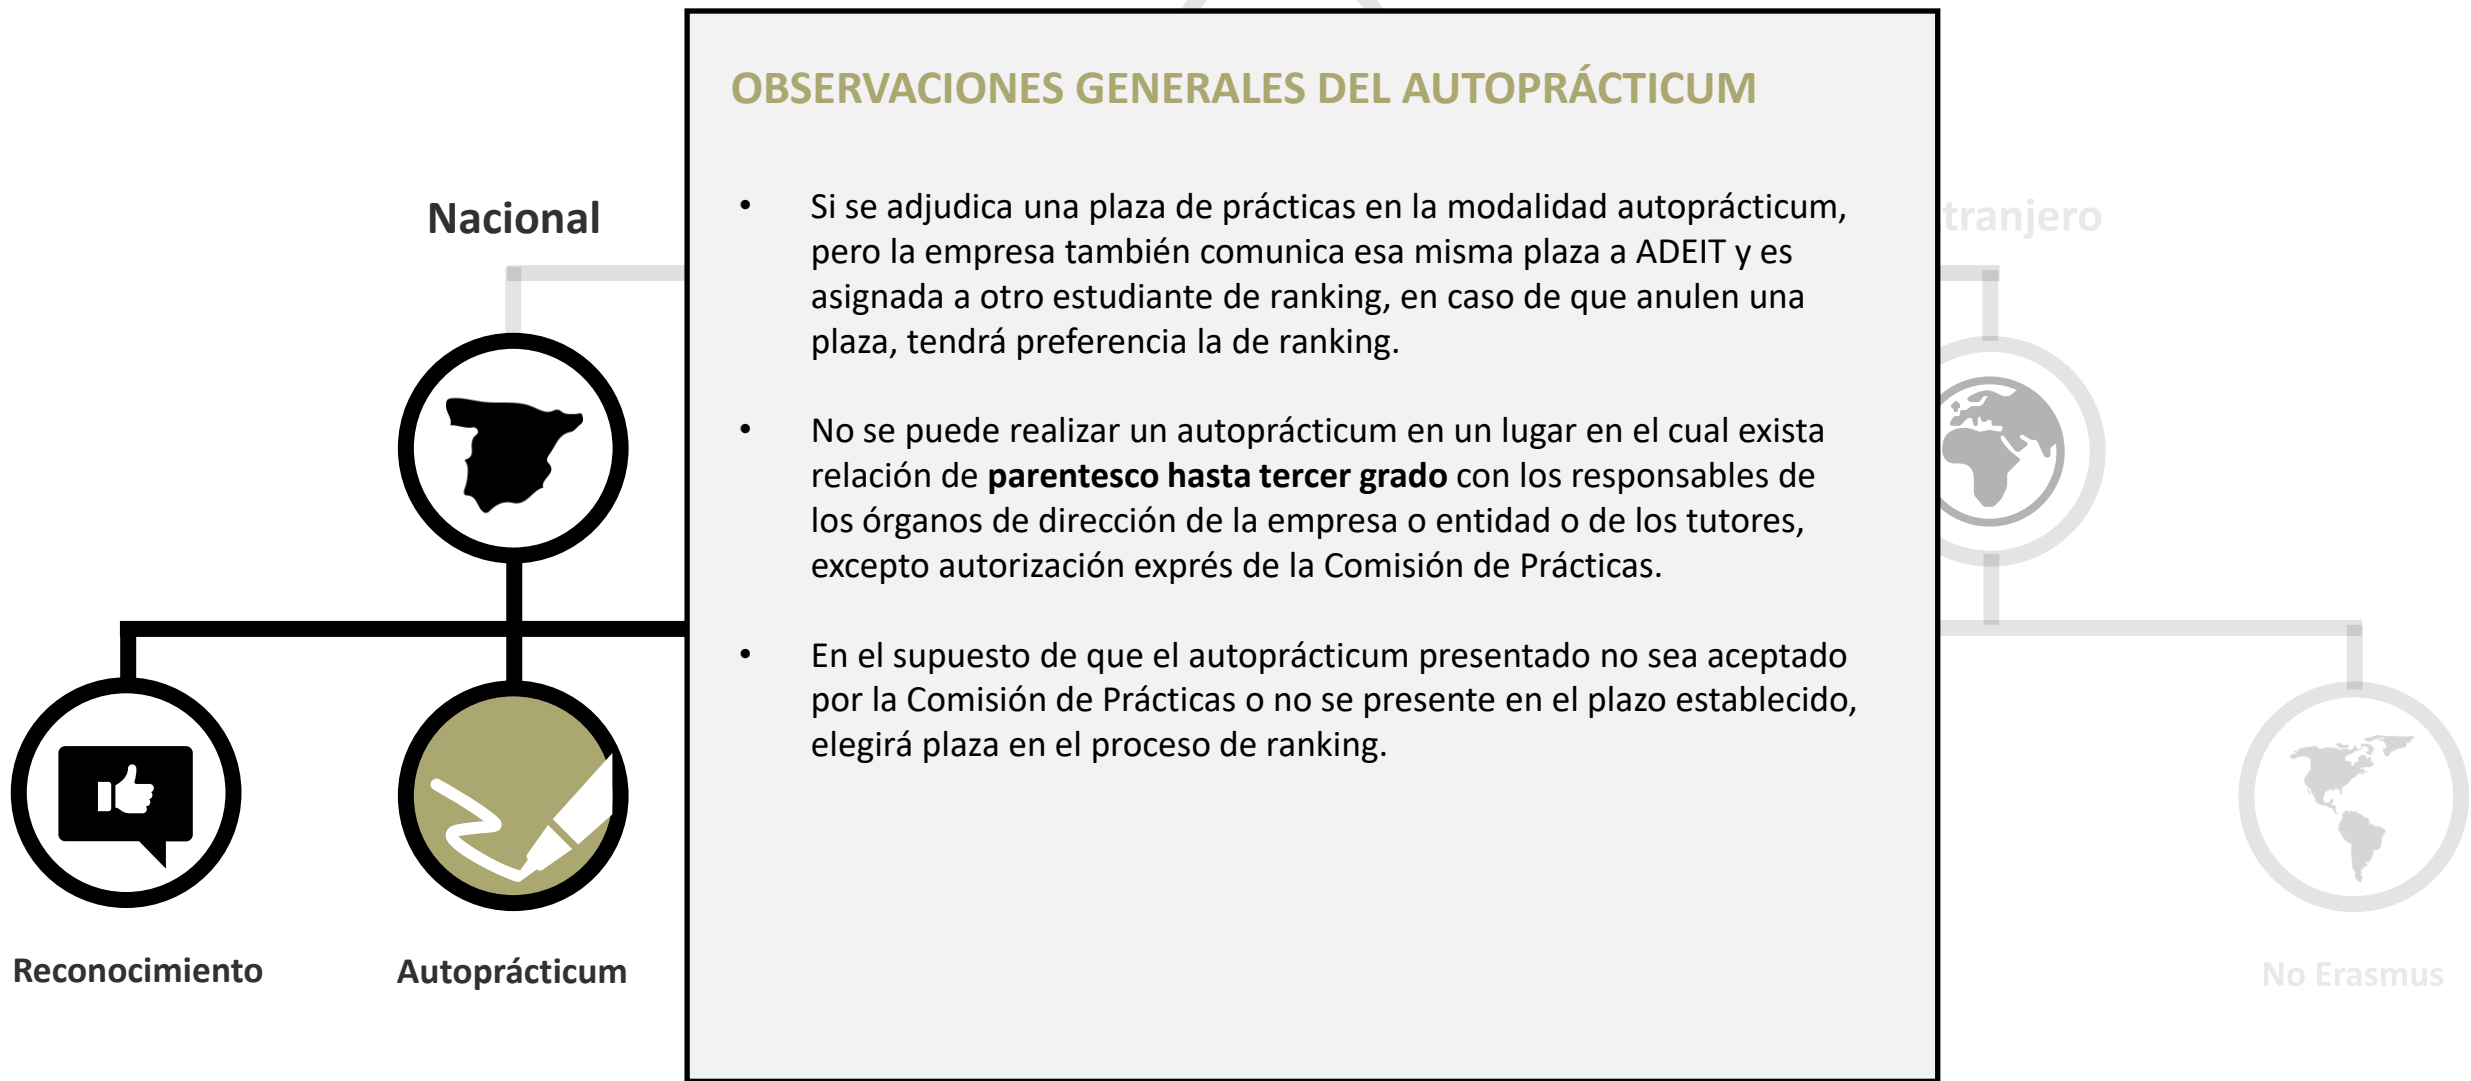 OBSERVACIONES GENERALES DEL AUTOPRÁCTICUM
Nacional
• Si se adjudica una plaza de prácticas en la modalidad autoprácticum,
pero la empresa también comunica esa misma plaza a ADEIT y es
asignada a otro estudiante de ranking, en caso de que anulen una
plaza, tendrá preferencia la de ranking.
• No se puede realizar un autoprácticum en un lugar en el cual exista
relación de parentesco hasta tercer grado con los responsables de
los órganos de dirección de la empresa o entidad o de los tutores,
excepto autorización exprés de la Comisión de Prácticas.
• En el supuesto de que el autoprácticum presentado no sea aceptado
por la Comisión de Prácticas o no se presente en el plazo establecido,
elegirá plaza en el proceso de ranking.
tranjero
Reconocimiento
Autoprácticum
No Erasmus